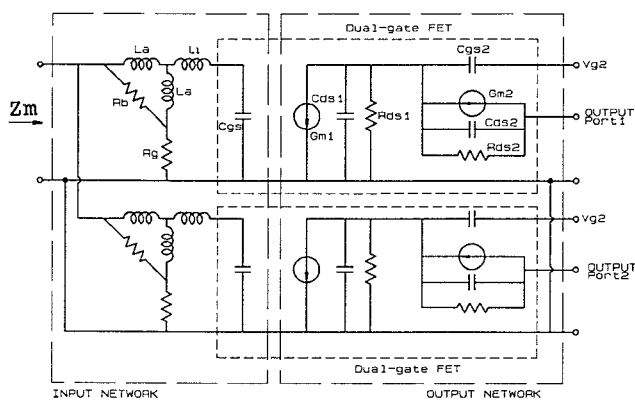 Dual-gate FET
La
L1
Cgs2
Vg2
Zm
Rb
La
Cgs
Cds1
Gm1
Rds1
Gm2
Cds2
Rds2
OUTPUT
Port1
Rg
Vg2
OUTPUT
Port2
Dual-gate FET
INPUT NETWORK
OUTPUT NETWORK